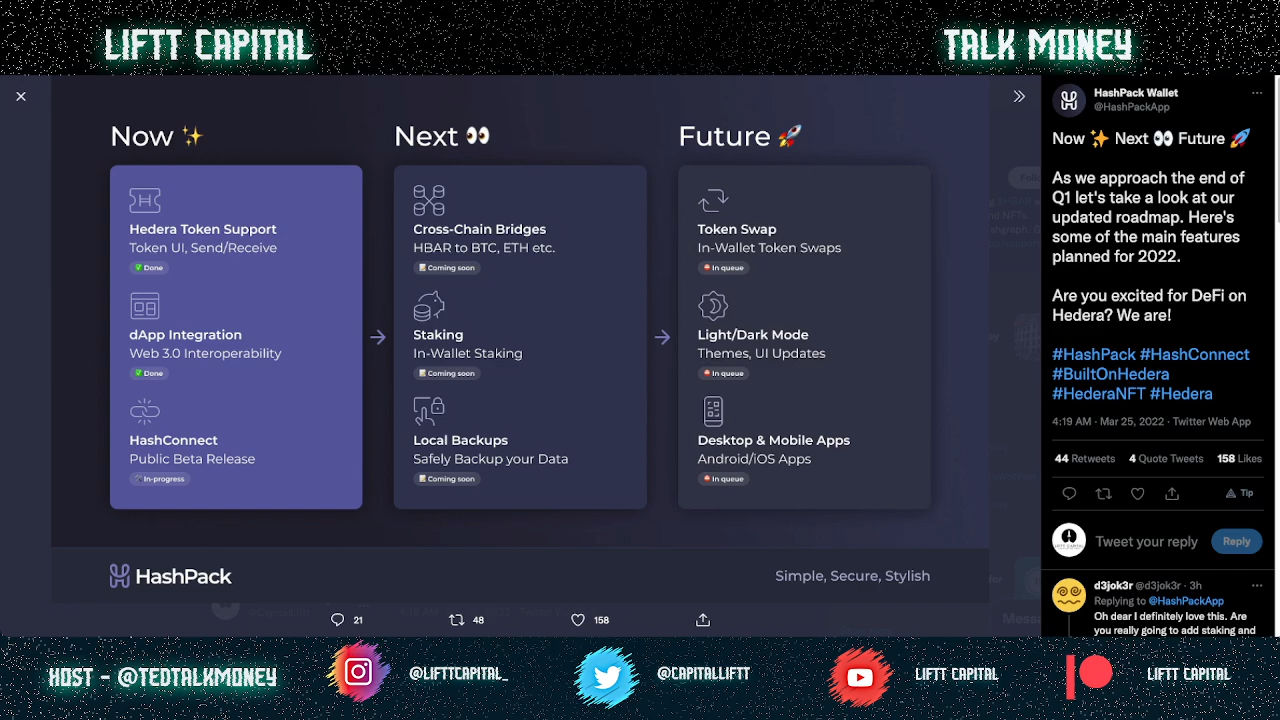 LIFTT CAPITAL
TALK MONEY
Now ✨
Hedera Token Support
Token UI, Send/Receive
✅ Done
dApp Integration
Web 3.0 Interoperability
✅ Done
HashConnect
Public Beta Release
In-progress
Next 👀
Cross-Chain Bridges
HBAR to BTC, ETH etc.
📝 Coming soon
Staking
In-Wallet Staking
📝 Coming soon
Local Backups
Safely Backup your Data
📝 Coming soon
Future 🚀
Token Swap
In-Wallet Token Swaps
⛔ In queue
Light/Dark Mode
Themes, UI Updates
⛔ In queue
Desktop & Mobile Apps
Android/iOS Apps
⛔ In queue
HashPack
Simple, Secure, Stylish
21
48
158
HashPack Wallet
@HashPackApp
Now ✨ Next 👀 Future 🚀
As we approach the end of
Q1 let's take a look at our
updated roadmap. Here's
some of the main features
planned for 2022.
Are you excited for DeFi on
Hedera? We are!
#HashPack #HashConnect
#BuiltOnHedera
#HederaNFT #Hedera
4:19 AM · Mar 25, 2022 · Twitter Web App
44 Retweets 4 Quote Tweets 158 Likes
Tip
Tweet your reply
Reply
d3jok3r @d3jok3r · 3h
Replying to @HashPackApp
Oh dear I definitely love this. Are
you really going to add staking and
HOST - @TEDTALKMONEY
@LIFTTCAPITAL_
@CAPITALLIFTT
LIFTT CAPITAL
LIFTT CAPITAL